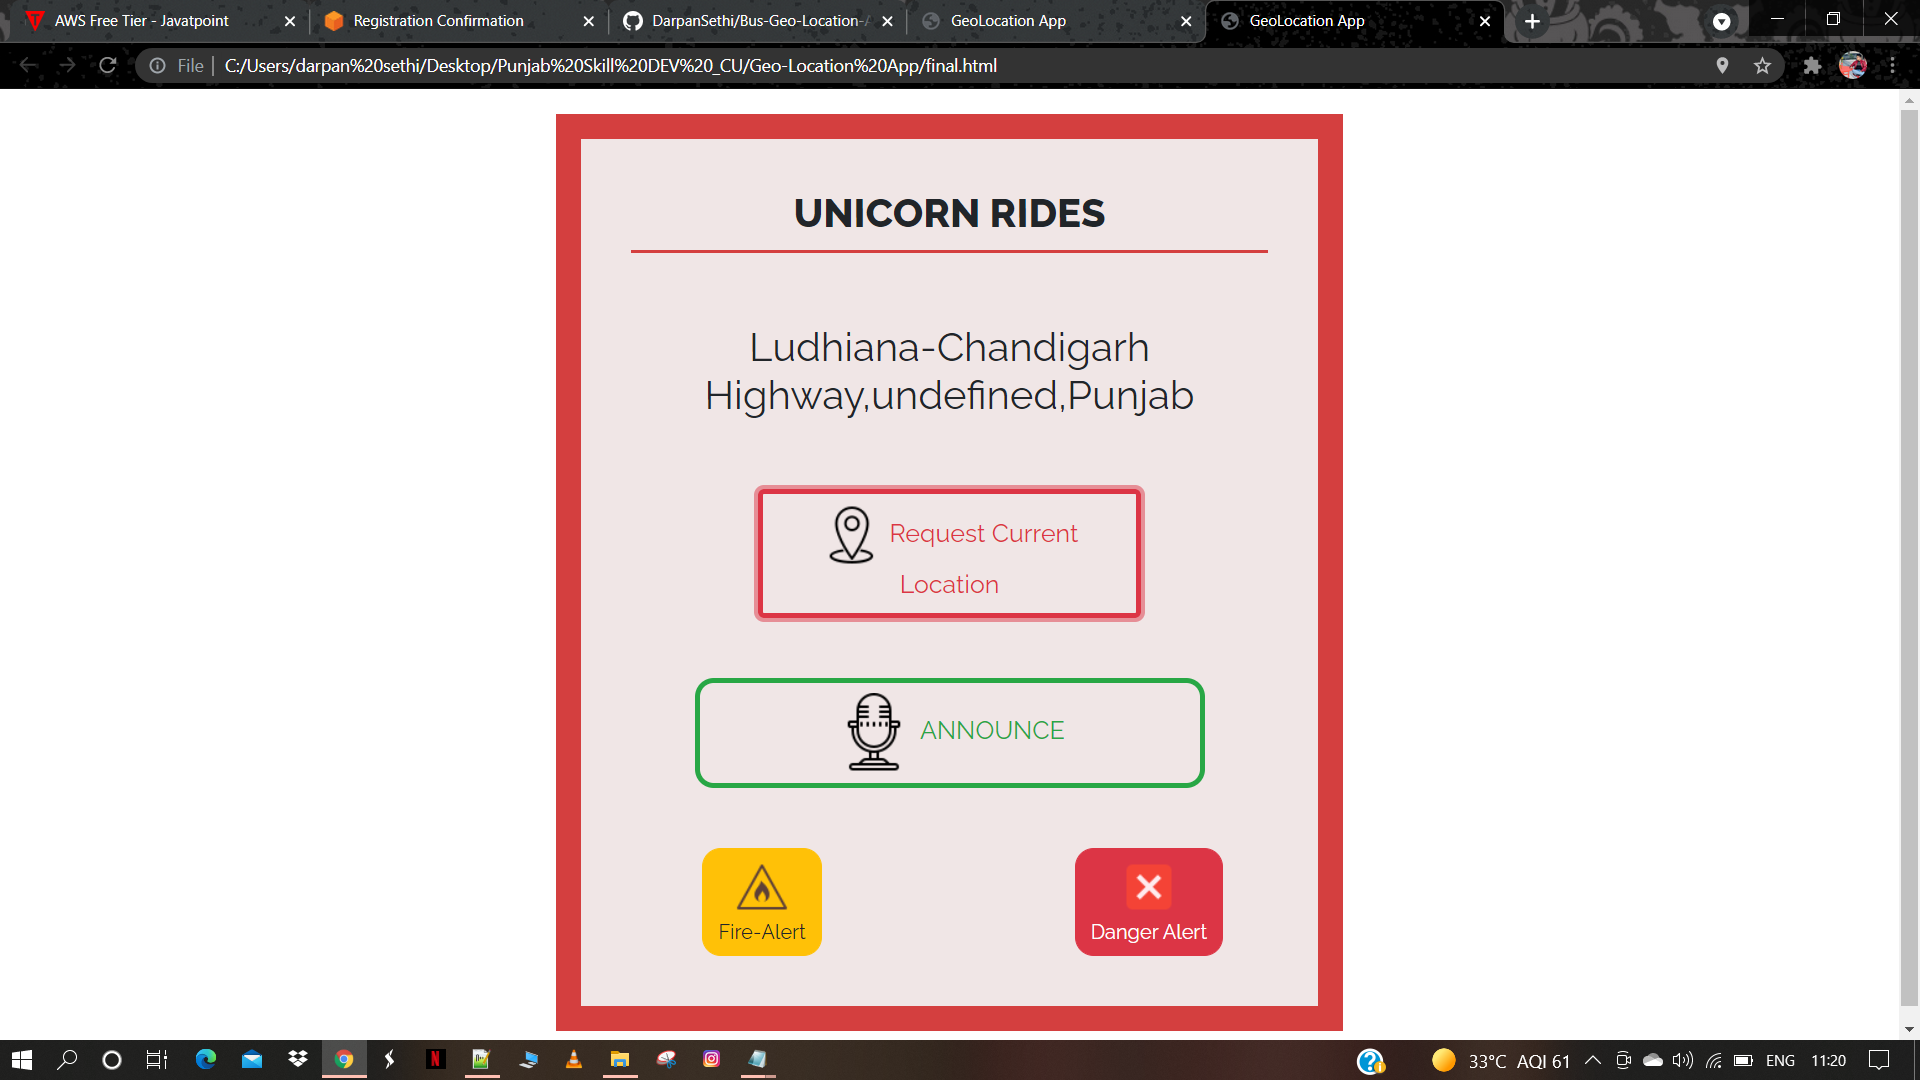 AWS Free Tier - Javatpoint
Registration Confirmation
DarpanSethi/Bus-Geo-Location-
GeoLocation App
GeoLocation App
File | C:/Users/darpan%20sethi/Desktop/Punjab%20Skill%20DEV%20_CU/Geo-Location%20App/final.html
UNICORN RIDES
Ludhiana-Chandigarh
Highway,undefined,Punjab
Request Current
Location
ANNOUNCE
Fire-Alert
Danger Alert
33°C AQI 61
ENG
11:20